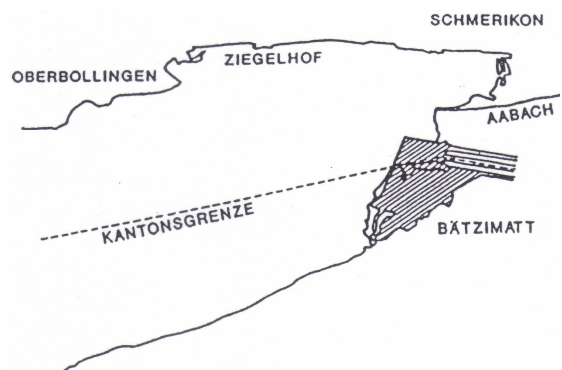 SCHMERIKON
ZIEGELHOF
OBERBOLLINGEN
AABACH
KANTONSGRENZE
BÄTZIMATT